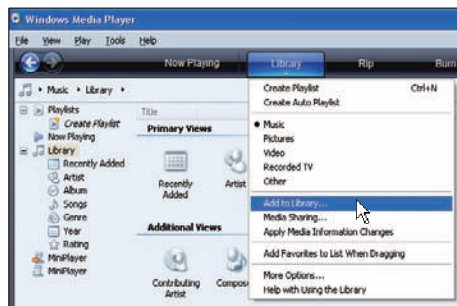 Windows Media Player
File View Play Tools Help
Now Playing Library Rip Burn
Music Library
Playlists
Create Playlist
Now Playing
Library
Recently Added
Artist
Album
Songs
Genre
Year
Rating
MiniPlayer
MiniPlayer
Title
Primary Views
Recently Added
Artist
Additional Views
Contributing Artist
Compos
Create Playlist Ctrl+N
Create Auto Playlist
Music
Pictures
Video
Recorded TV
Other
Add to Library...
Media Sharing...
Apply Media Information Changes
Add Favorites to List When Dragging
More Options...
Help with Using the Library